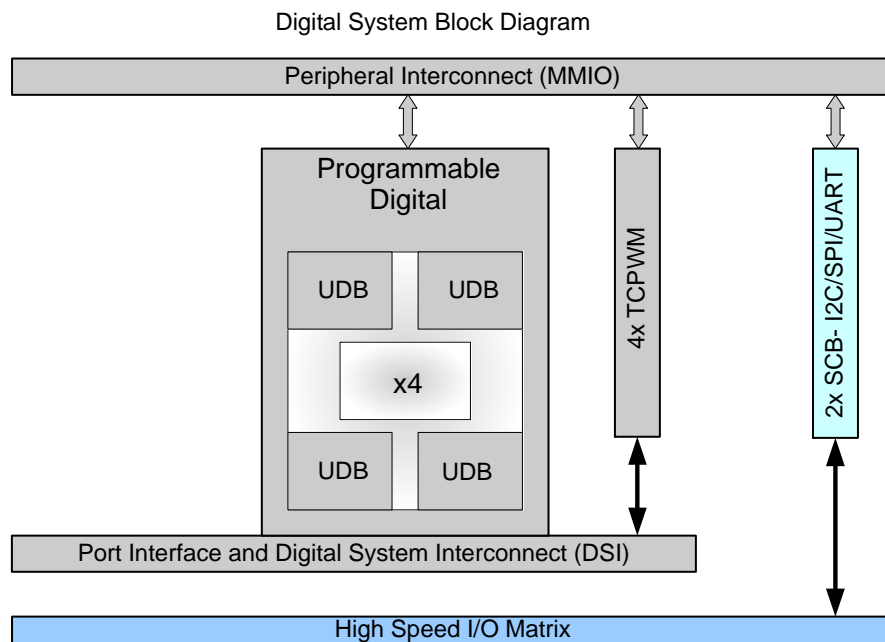 Digital System Block Diagram
Peripheral Interconnect (MMIO)
Programmable
Digital
UDB
UDB
x4
UDB
UDB
4x TCPWM
2x SCB- I2C/SPI/UART
Port Interface and Digital System Interconnect (DSI)
High Speed I/O Matrix